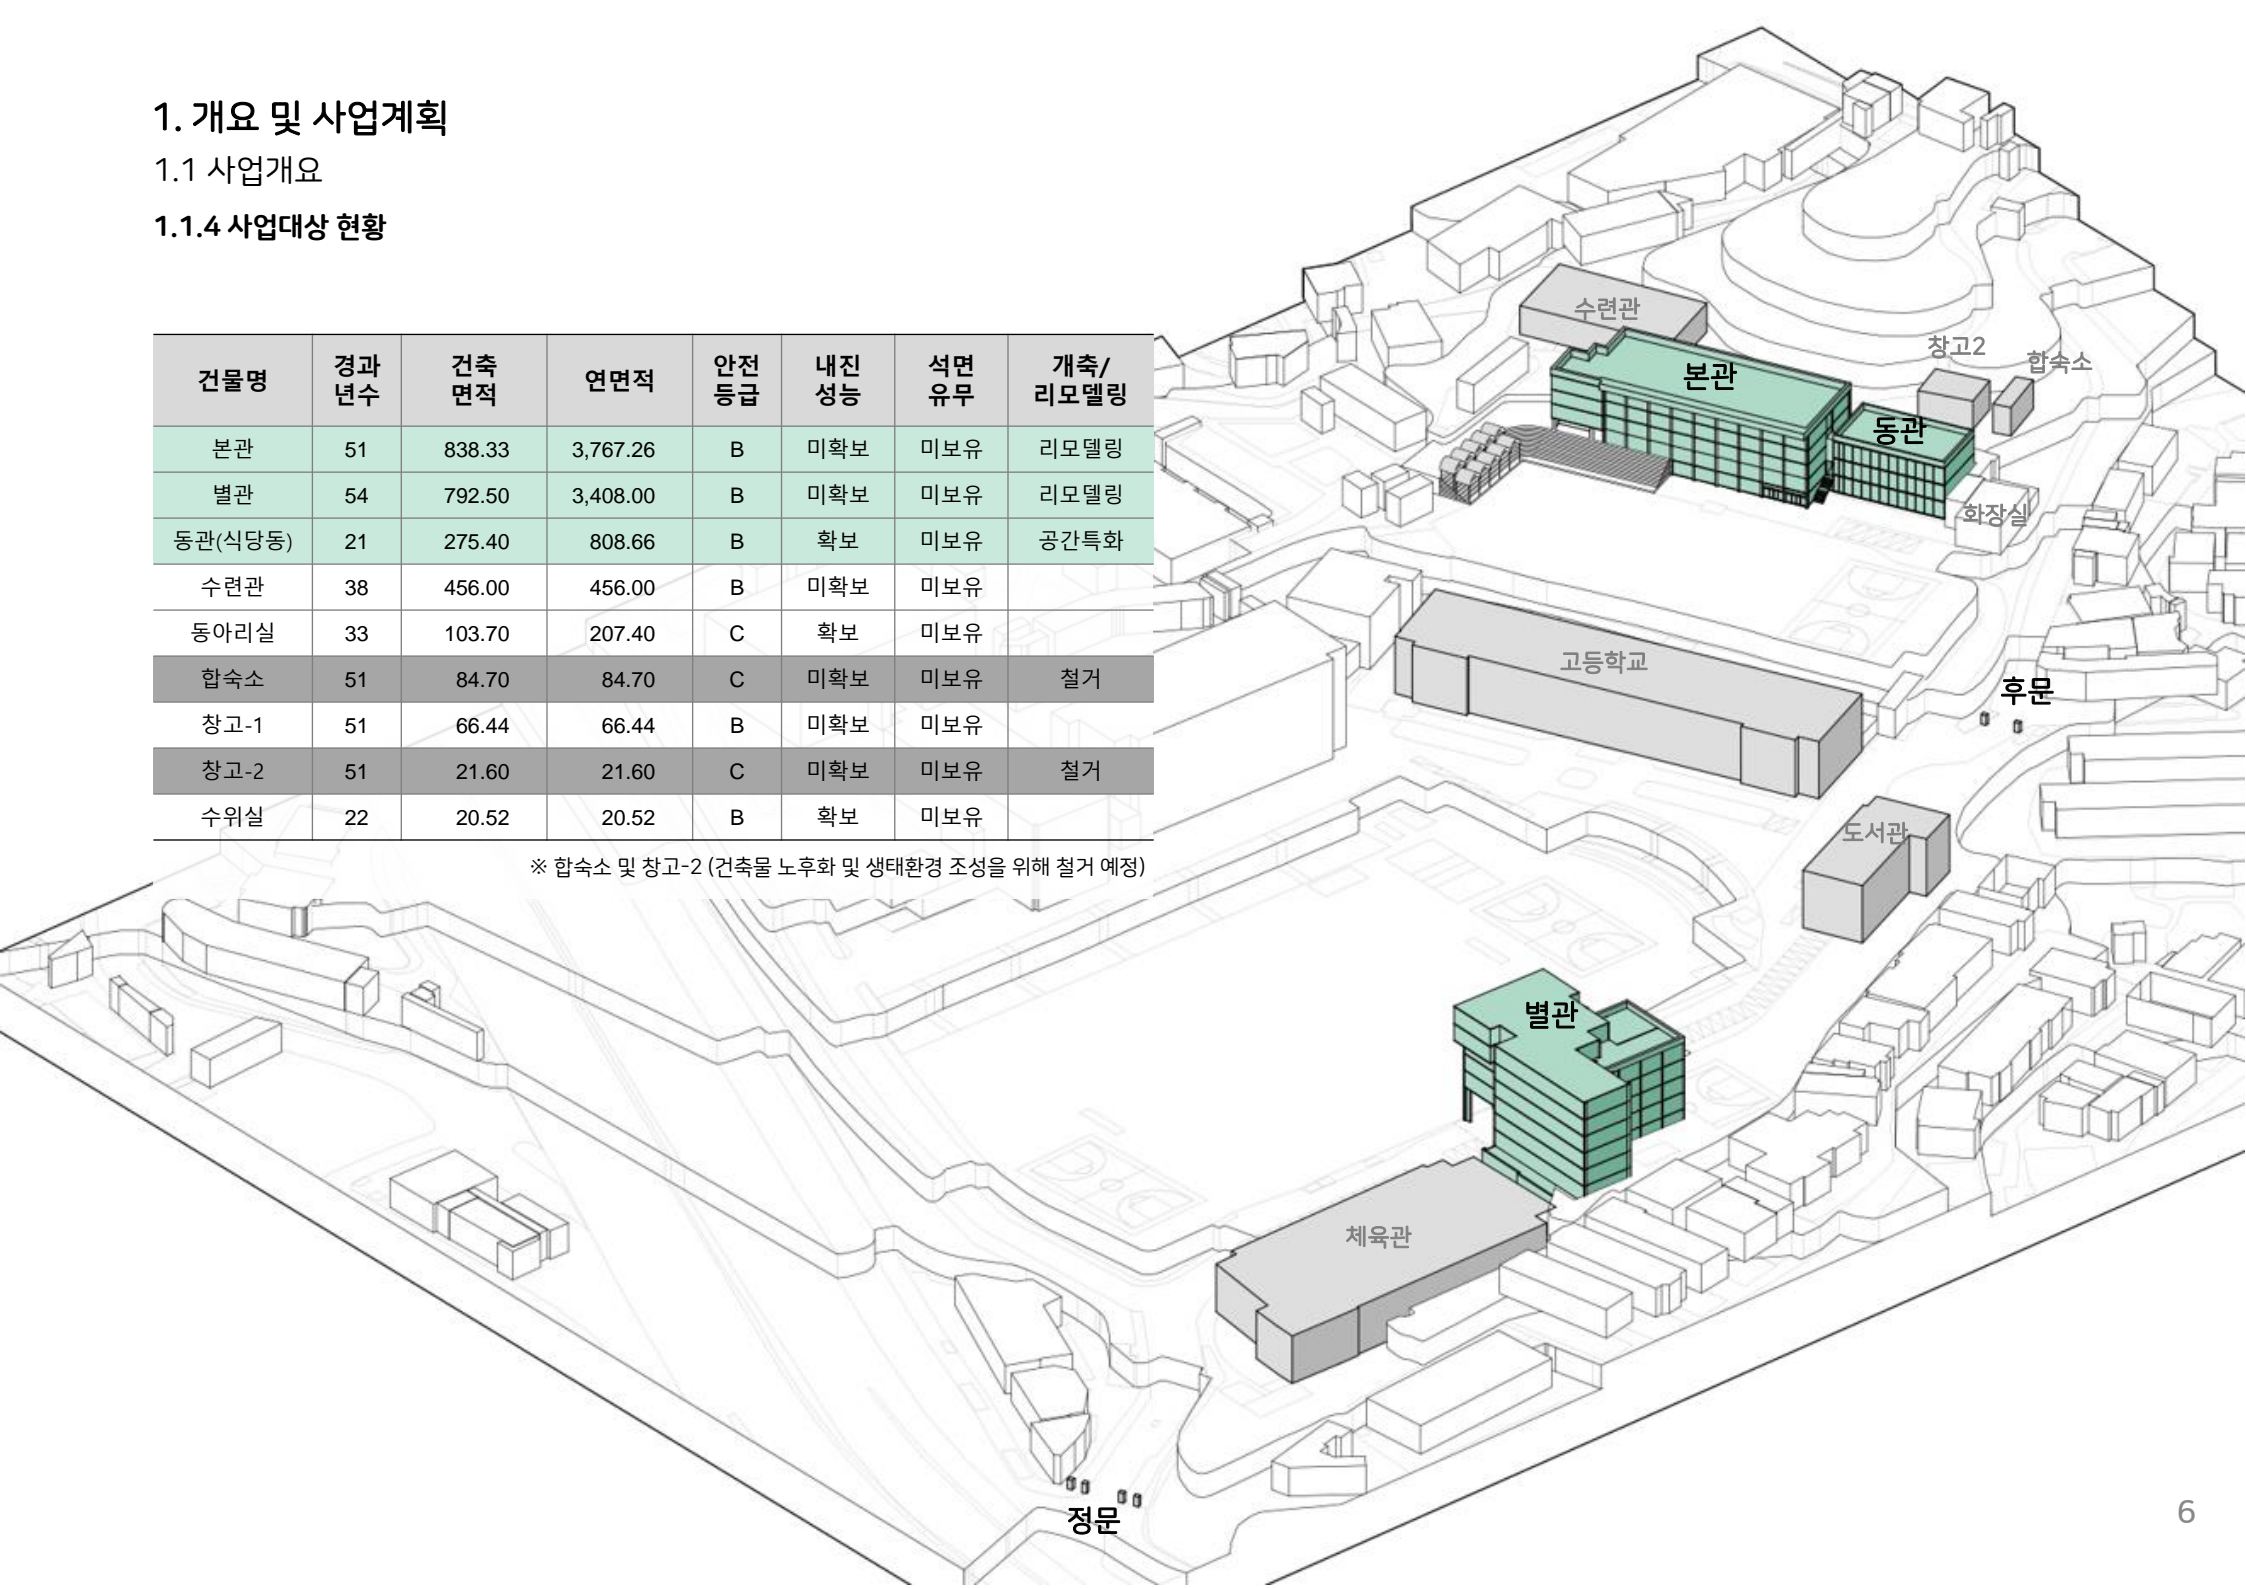 1. 개요 및 사업계획
1.1 사업개요
1.1.4 사업대상 현황
건물명 경과년수 건축면적 연면적 안전등급 내진성능 석면유무 개축/리모델링
본관 51 838.33 3,767.26 B 미확보 미보유 리모델링
별관 54 792.50 3,408.00 B 미확보 미보유 리모델링
동관(식당동) 21 275.40 808.66 B 확보 미보유 공간특화
수련관 38 456.00 456.00 B 미확보 미보유
동아리실 33 103.70 207.40 C 확보 미보유
합숙소 51 84.70 84.70 C 미확보 미보유 철거
창고-1 51 66.44 66.44 B 미확보 미보유
창고-2 51 21.60 21.60 C 미확보 미보유 철거
수위실 22 20.52 20.52 B 확보 미보유
※ 합숙소 및 창고-2 (건축물 노후화 및 생태환경 조성을 위해 철거 예정)
수련관
창고2
합숙소
본관
동관
화장실
고등학교
후문
도서관
별관
체육관
정문
6